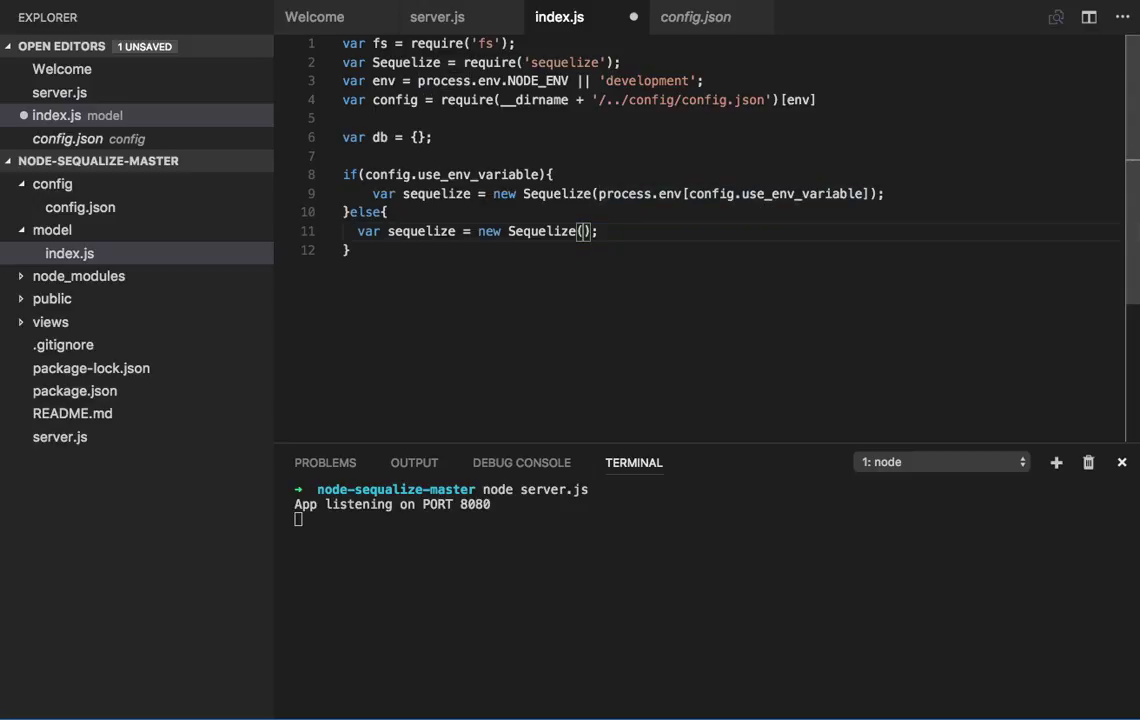 EXPLORER
OPEN EDITORS 1 UNSAVED
Welcome
server.js
index.js model
config.json config
NODE-SEQUALIZE-MASTER
config
config.json
model
index.js
node_modules
public
views
.gitignore
package-lock.json
package.json
README.md
server.js
Welcome server.js index.js config.json
1 var fs = require('fs');
2 var Sequelize = require('sequelize');
3 var env = process.env.NODE_ENV || 'development';
4 var config = require(__dirname + '/../config/config.json')[env]
5
6 var db = {};
7
8 if(config.use_env_variable){
9 var sequelize = new Sequelize(process.env[config.use_env_variable]);
10 }else{
11 var sequelize = new Sequelize();
12 }
PROBLEMS OUTPUT DEBUG CONSOLE TERMINAL 1: node
➜ node-sequalize-master node server.js
App listening on PORT 8080